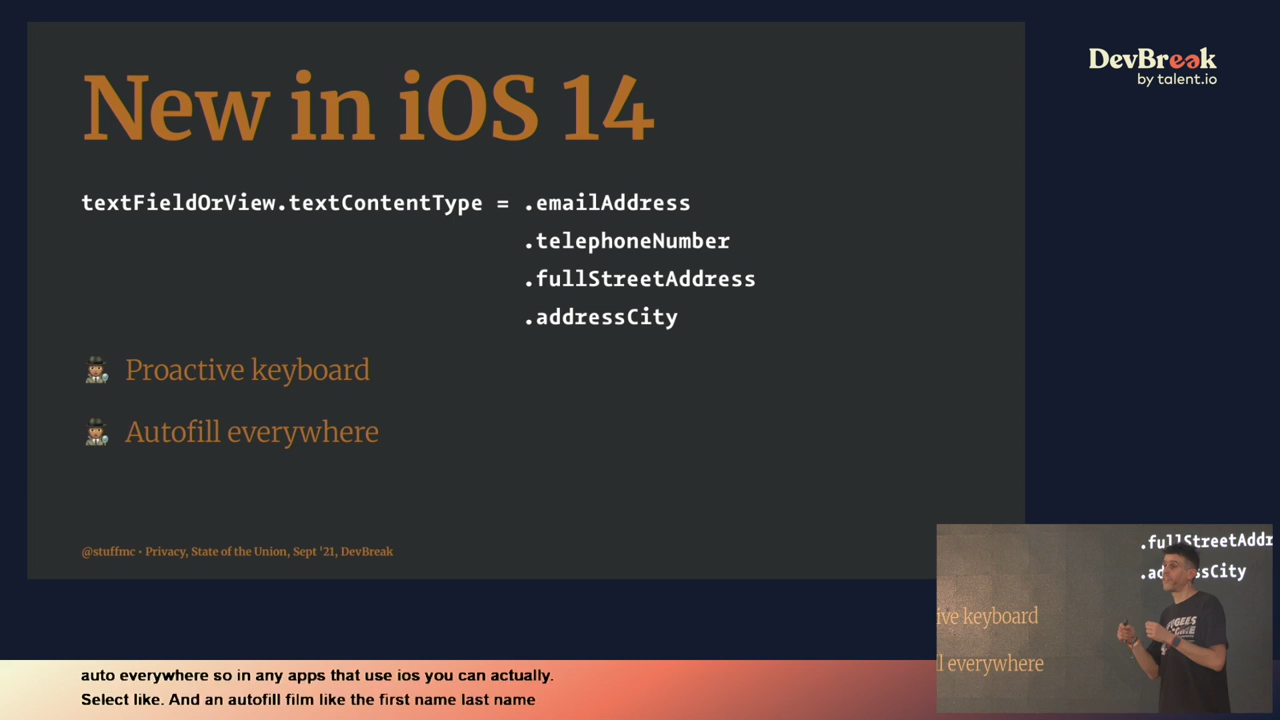 New in iOS 14
textFieldOrView.textContentType = .emailAddress
.telephoneNumber
.fullStreetAddress
.addressCity
Proactive keyboard
Autofill everywhere
@stuffmc • Privacy, State of the Union, Sept '21, DevBreak
DevBreak
by talent.io
.fullStreetAddr
.ad ssCity
ive keyboard
ll everywhere
auto everywhere so in any apps that use ios you can actually.
Select like. And an autofill film like the first name last name